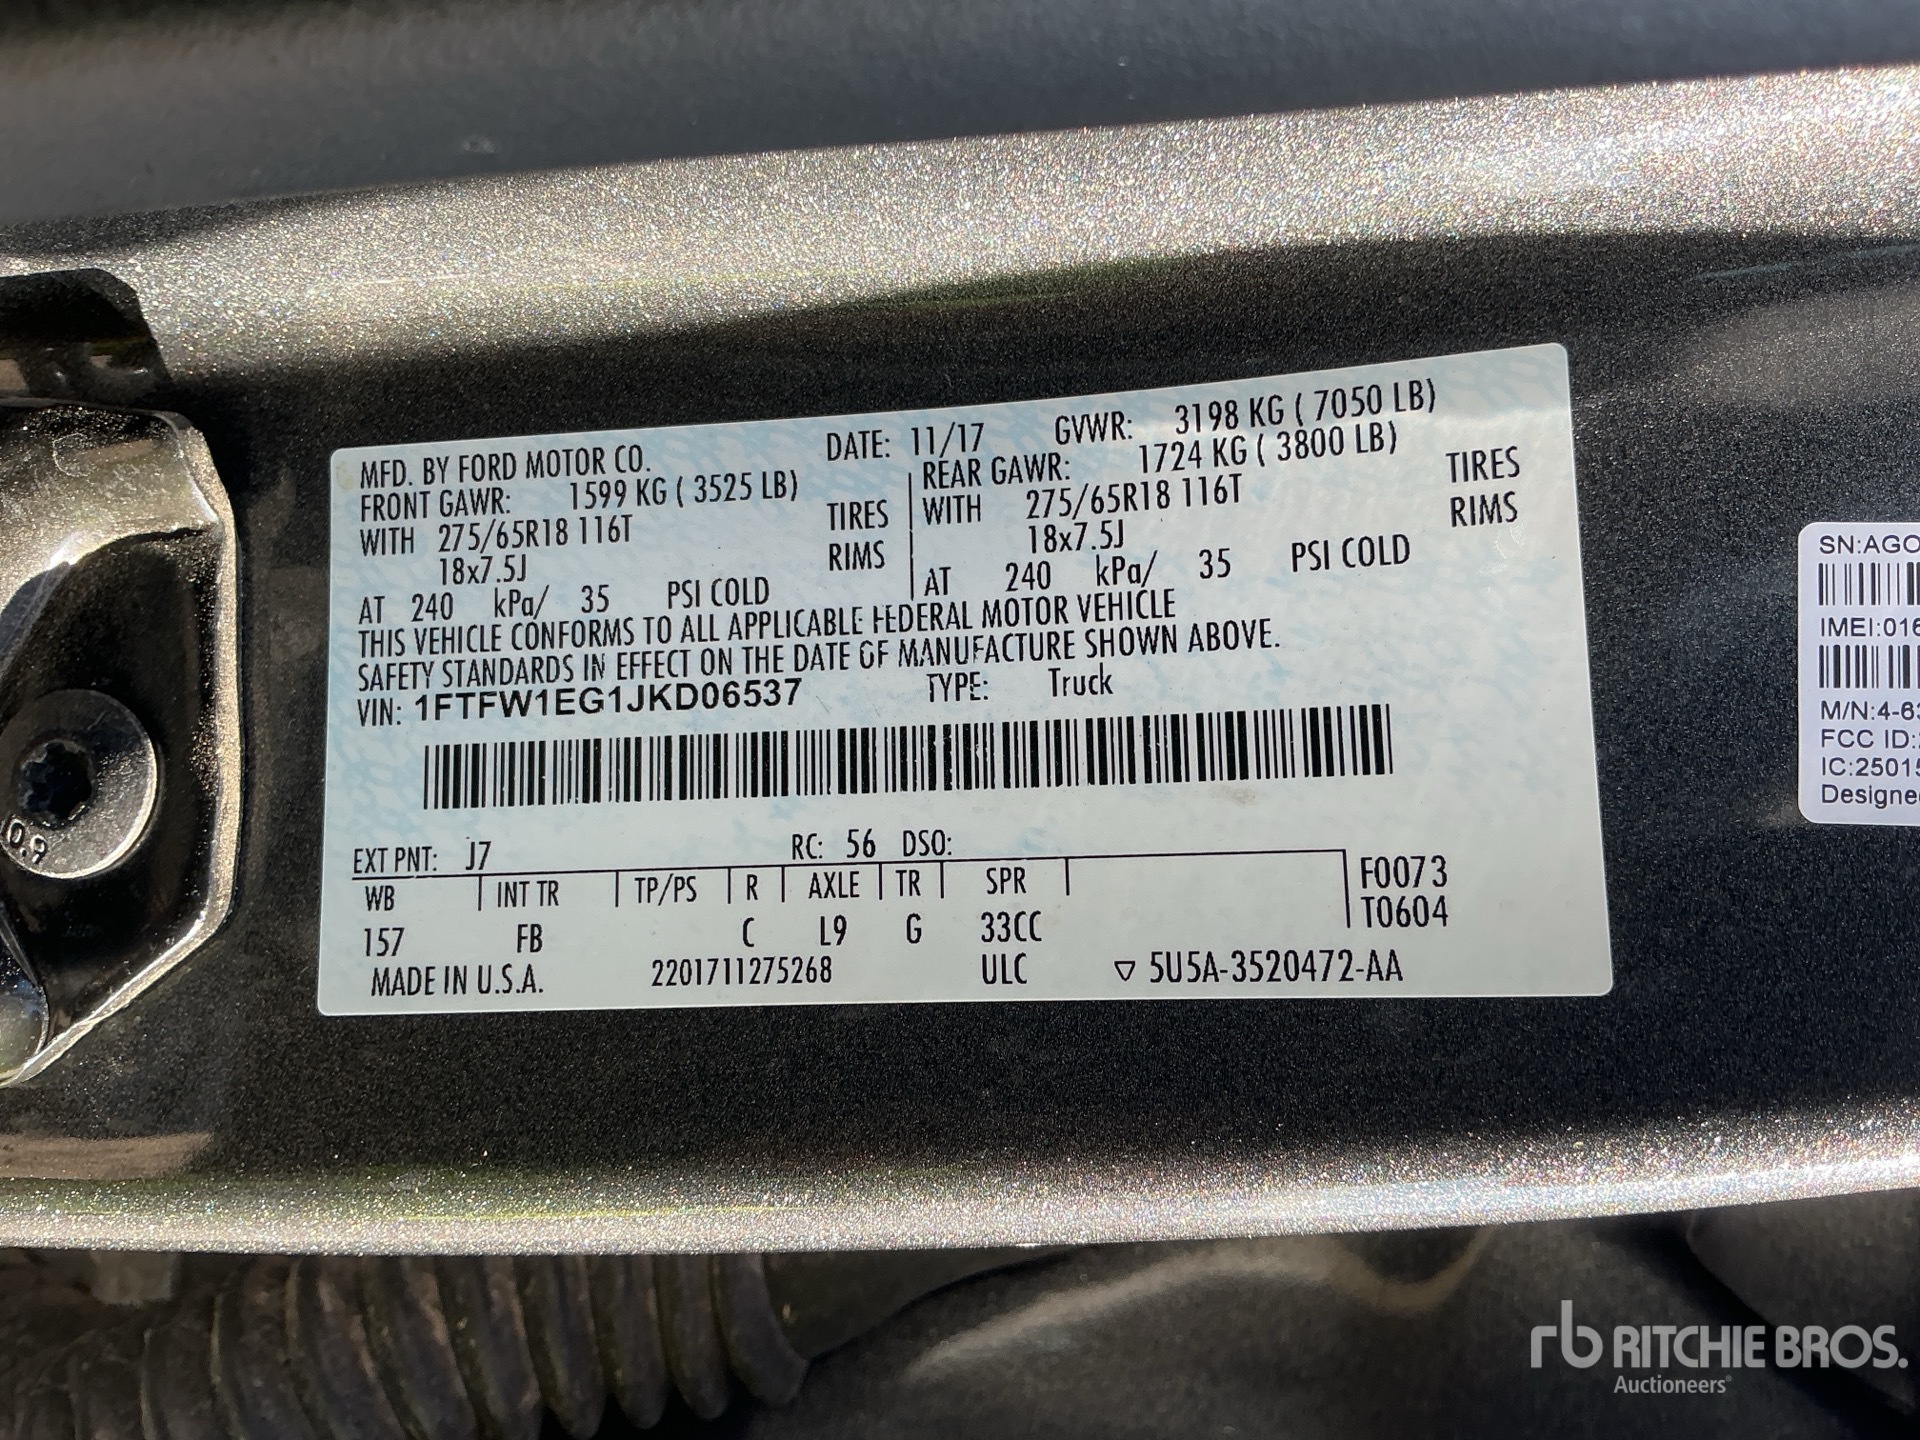 MFD. BY FORD MOTOR CO.
DATE: 11/17
GVWR: 3198 KG ( 7050 LB)
FRONT GAWR: 1599 KG ( 3525 LB)
REAR GAWR: 1724 KG ( 3800 LB)
WITH 275/65R18 116T TIRES
WITH 275/65R18 116T TIRES
18x7.5J RIMS
18x7.5J RIMS
AT 240 kPa/ 35 PSI COLD
AT 240 kPa/ 35 PSI COLD
THIS VEHICLE CONFORMS TO ALL APPLICABLE FEDERAL MOTOR VEHICLE
SAFETY STANDARDS IN EFFECT ON THE DATE OF MANUFACTURE SHOWN ABOVE.
VIN: 1FTFW1EG1JKD06537 TYPE: Truck
EXT PNT: J7 RC: 56 DSO:
WB INT TR TP/PS R AXLE TR SPR F0073
157 FB C L9 G 33CC T0604
MADE IN U.S.A. 2201711275268 ULC 5U5A-3520472-AA
0.9
SN:AGO
IMEI:016
M/N:4-63
FCC ID:
IC:25015
Designe
rb RITCHIE BROS.
Auctioneers